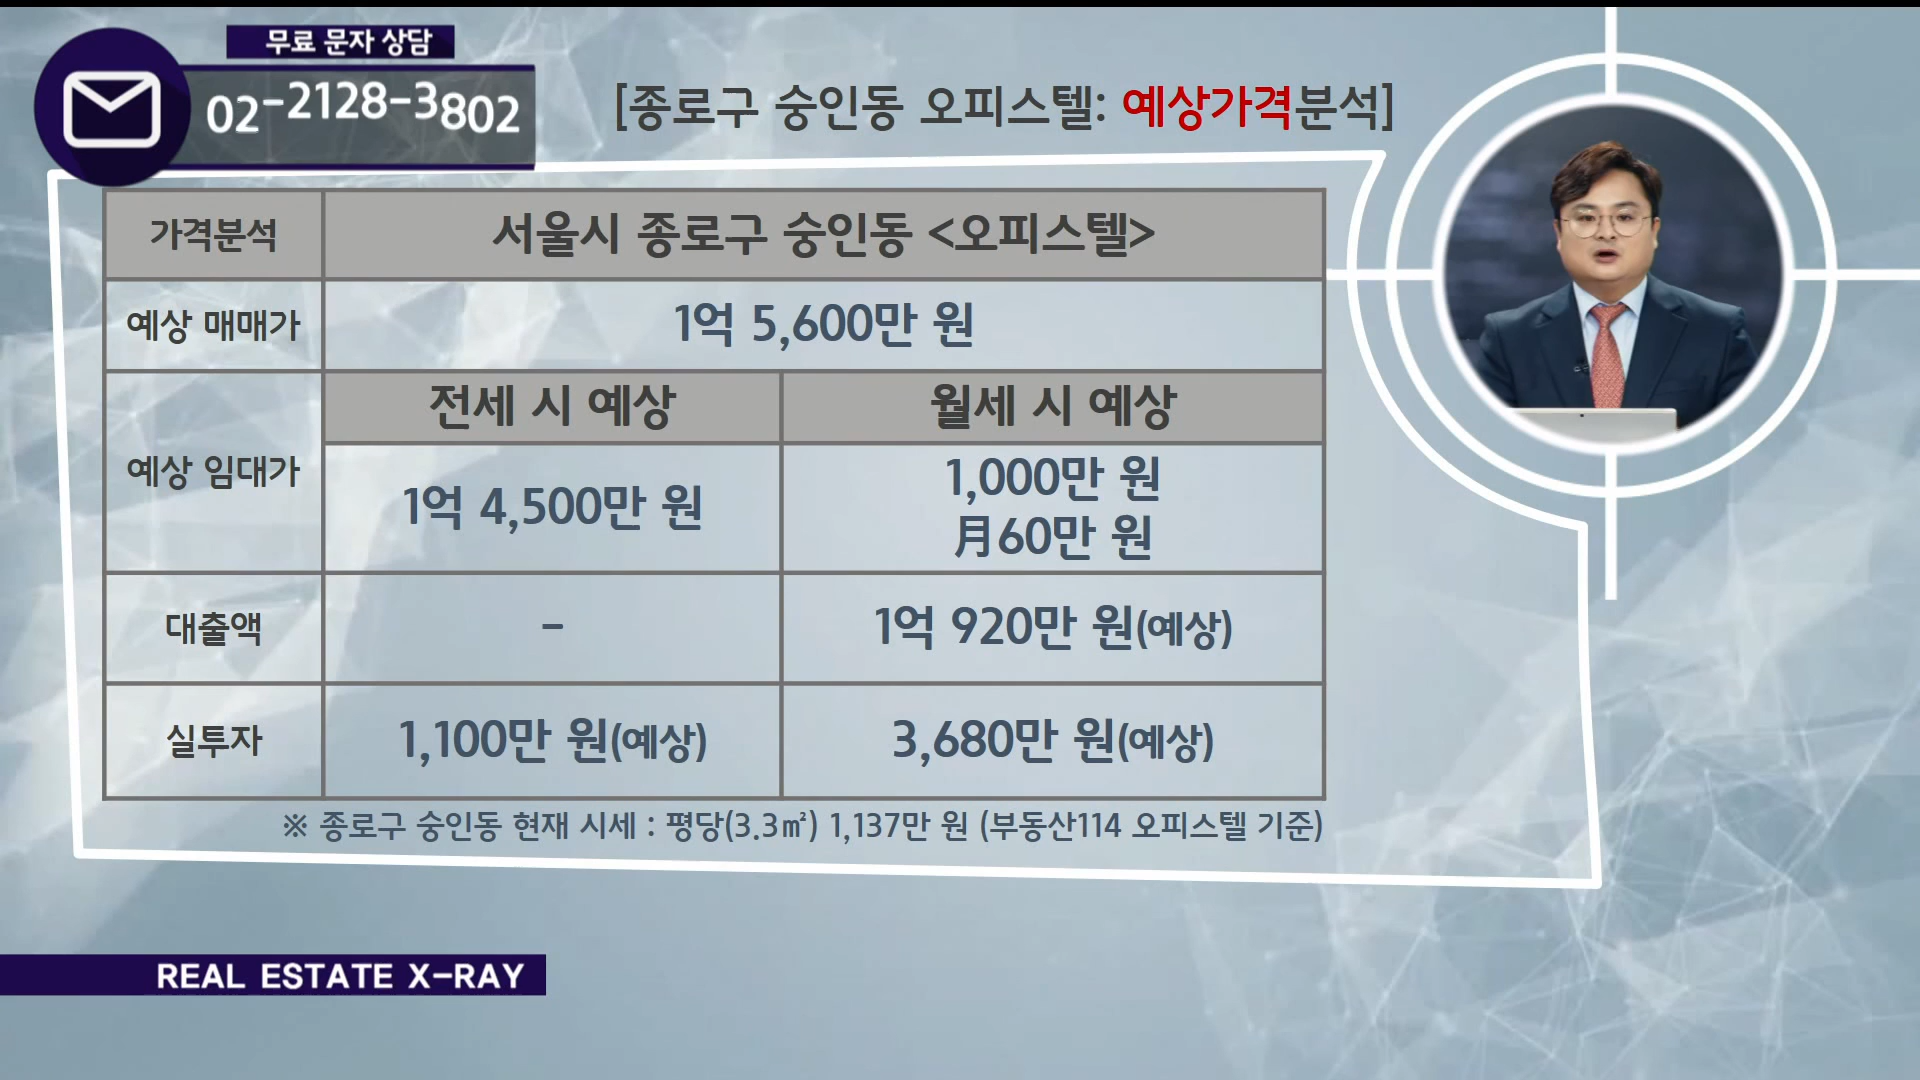 무료 문자 상담
02-2128-3802
[종로구 숭인동 오피스텔: 예상가격분석]
가격분석 서울시 종로구 숭인동 <오피스텔>
예상 매매가 1억 5,600만 원
전세 시 예상 월세 시 예상
예상 임대가 1억 4,500만 원 1,000만 원
月60만 원
대출액 - 1억 920만 원(예상)
실투자 1,100만 원(예상) 3,680만 원(예상)
※ 종로구 숭인동 현재 시세 : 평당(3.3㎡) 1,137만 원 (부동산114 오피스텔 기준)
REAL ESTATE X-RAY